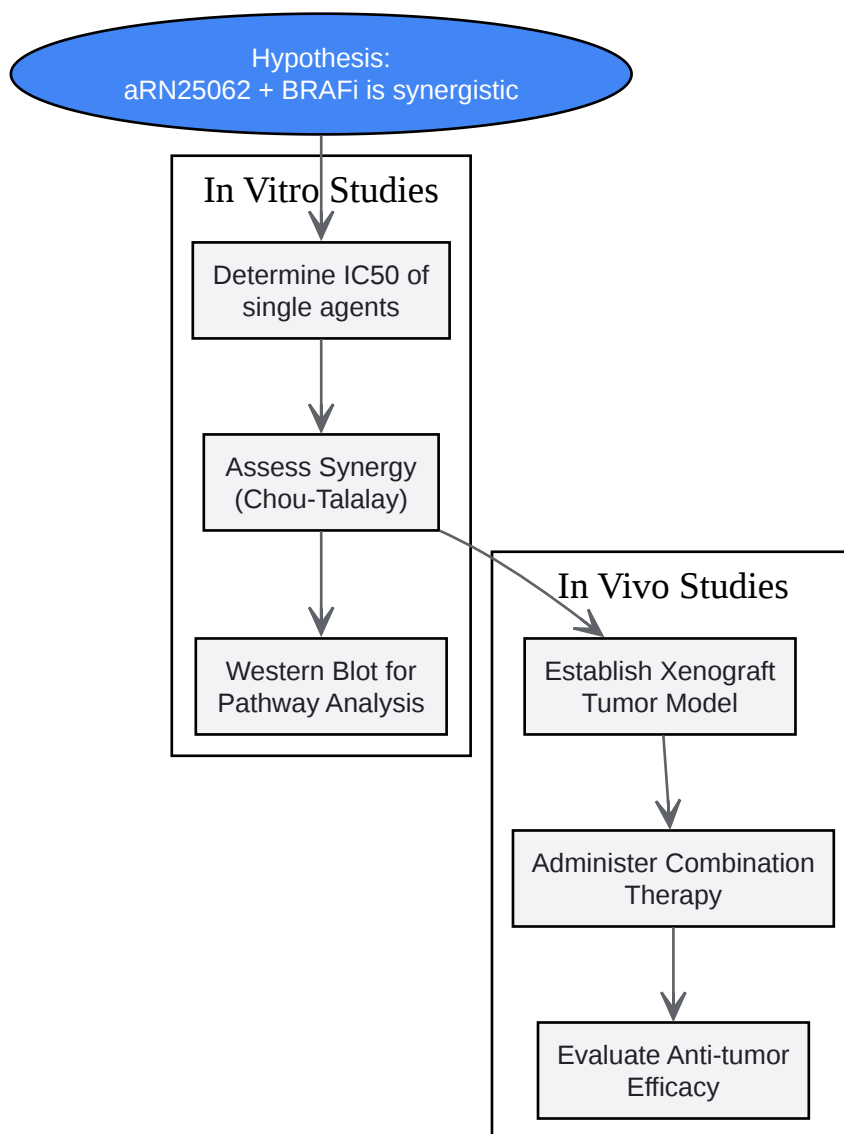 Hypothesis:
aRN25062 + BRAFi is synergistic
In Vitro Studies
Determine IC50 of
single agents
Assess Synergy
(Chou-Talalay)
Western Blot for
Pathway Analysis
In Vivo Studies
Establish Xenograft
Tumor Model
Administer Combination
Therapy
Evaluate Anti-tumor
Efficacy